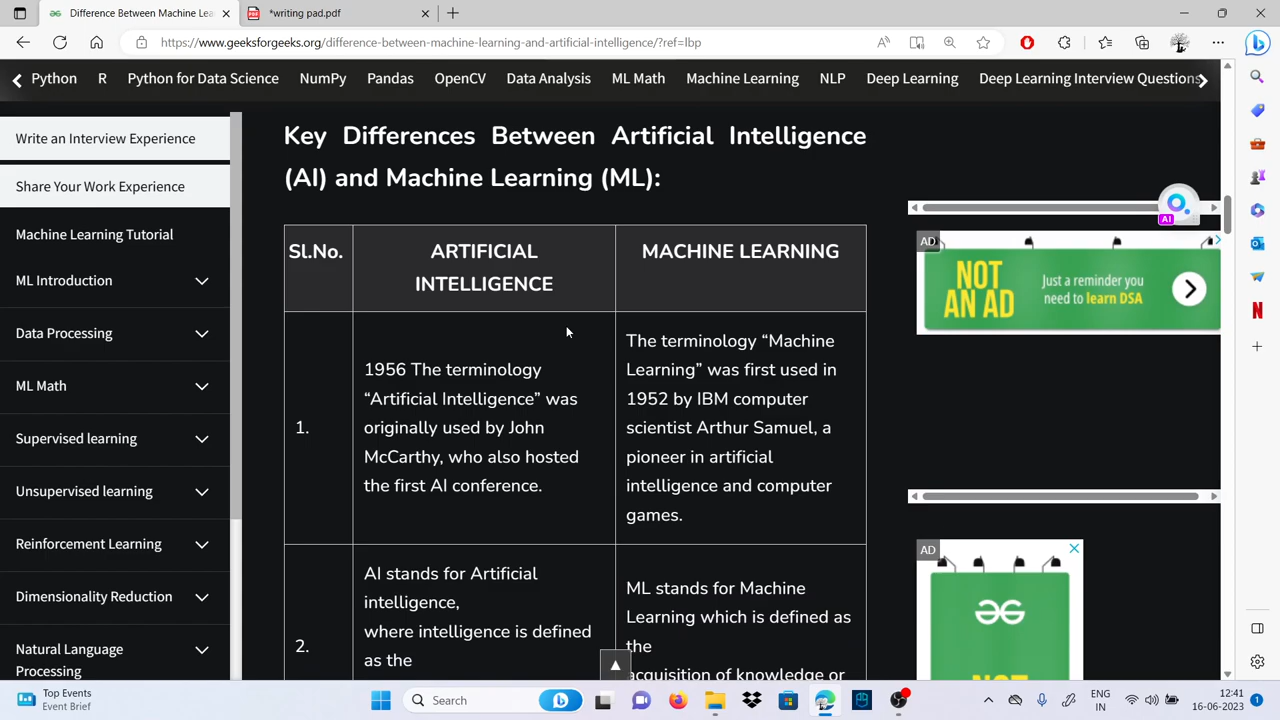 Difference Between Machine Lea
*writing pad.pdf
https://www.geeksforgeeks.org/difference-between-machine-learning-and-artificial-intelligence/?ref=lbp
Python R Python for Data Science NumPy Pandas OpenCV Data Analysis ML Math Machine Learning NLP Deep Learning Deep Learning Interview Questions
Write an Interview Experience
Share Your Work Experience
Machine Learning Tutorial
ML Introduction
Data Processing
ML Math
Supervised learning
Unsupervised learning
Reinforcement Learning
Dimensionality Reduction
Natural Language
Processing
Key Differences Between Artificial Intelligence
(AI) and Machine Learning (ML):
Sl.No.
ARTIFICIAL
INTELLIGENCE
MACHINE LEARNING
1.
1956 The terminology
“Artificial Intelligence” was
originally used by John
McCarthy, who also hosted
the first AI conference.
The terminology “Machine
Learning” was first used in
1952 by IBM computer
scientist Arthur Samuel, a
pioneer in artificial
intelligence and computer
games.
2.
AI stands for Artificial
intelligence,
where intelligence is defined
as the
ML stands for Machine
Learning which is defined as
the
acquisition of knowledge or
AI
AD
NOT
AN AD
Just a reminder you
need to learn DSA
AD
NOT
Top Events
Event Brief
Search
ENG
IN
12:41
16-06-2023
1